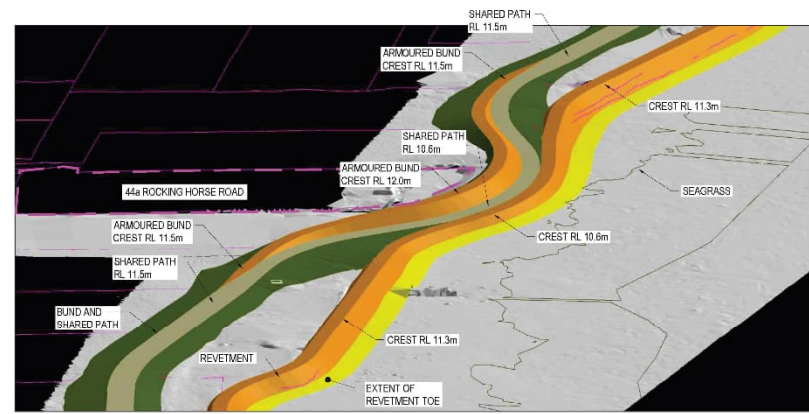 SHARED PATH
RL 11.5m
ARMOURED BUND
CREST RL 11.5m
CREST RL 11.3m
SHARED PATH
RL 10.6m
ARMOURED BUND
CREST RL 12.0m
44a ROCKING HORSE ROAD
SEAGRASS
ARMOURED BUND
CREST RL 11.5m
CREST RL 10.6m
SHARED PATH
RL 11.5m
BUND AND
SHARED PATH
CREST RL 11.3m
REVETMENT
EXTENT OF
REVETMENT TOE